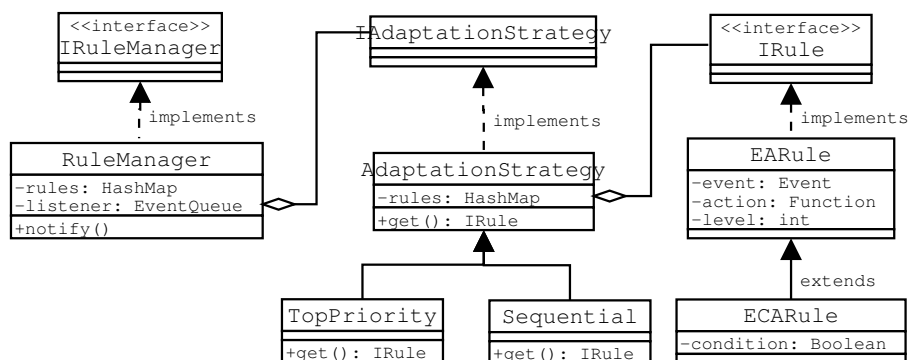 <<interface>>
IRuleManager
IAdaptationStrategy
<<interface>>
IRule
implements
implements
implements
RuleManager
-rules: HashMap
-listener: EventQueue
+notify()
AdaptationStrategy
-rules: HashMap
+get(): IRule
EARule
-event: Event
-action: Function
-level: int
extends
TopPriority
+get(): IRule
Sequential
+get(): IRule
ECARule
-condition: Boolean